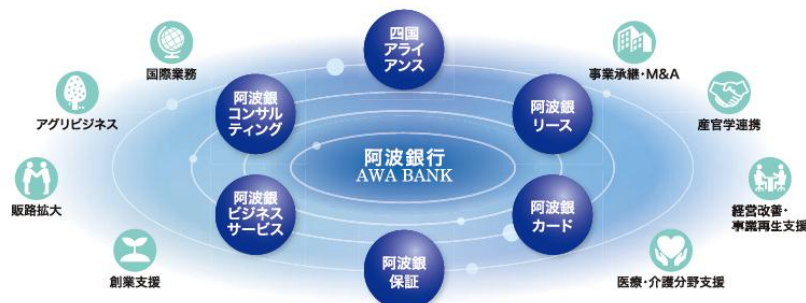 四国
アライ
アンス
国際業務
事業承継・M&A
阿波銀
コンサル
ティング
阿波銀
リース
アグリビジネス
産官学連携
阿波銀行
AWA BANK
販路拡大
阿波銀
ビジネス
サービス
阿波銀
カード
経営改善・
事業再生支援
創業支援
阿波銀
保証
医療・介護分野支援